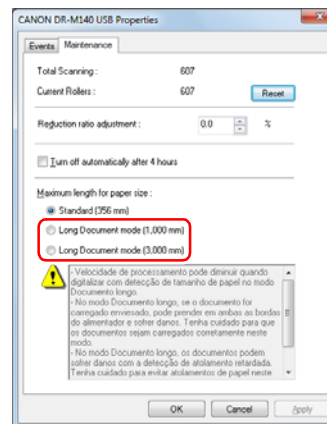 CANON DR-M140 USB Properties
Events Maintenance
Total Scanning : 607
Current Rollers : 607 Reset
Reduction ratio adjustment : 0.0 %
Turn off automatically after 4 hours
Maximum length for paper size :
Standard (356 mm)
Long Document mode (1,000 mm)
Long Document mode (3,000 mm)
- Velocidade de processamento pode diminuir quando
digitalizar com detecção de tamanho de papel no modo
Documento longo.
- No modo Documento longo, se o documento for
carregado enviesado, pode prender em ambas as bordas
do alimentador e sofrer danos. Tenha cuidado para que
os documentos sejam carregados corretamente neste
modo.
- No modo Documento longo, os documentos podem
sofrer danos com a detecção de atolamento retardada.
Tenha cuidado para evitar atolamentos de papel neste
OK Cancel Apply